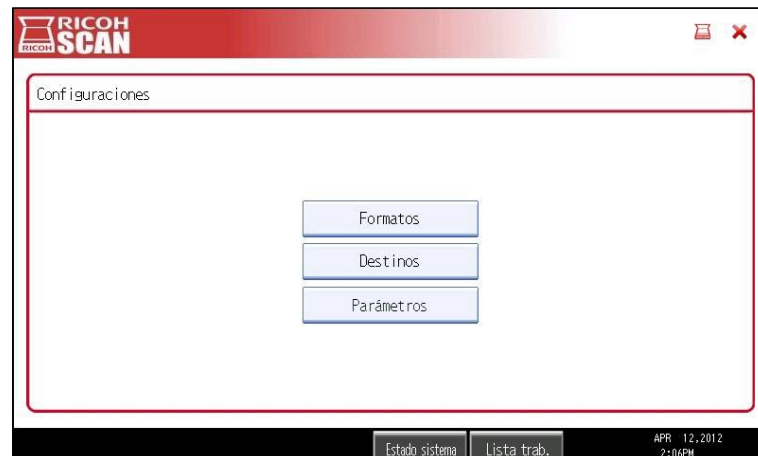 RICOH
RICOH SCAN
Configuraciones
Formatos
Destinos
Parámetros
Estado sistema
Lista trab.
APR 12,2012
2:06PM